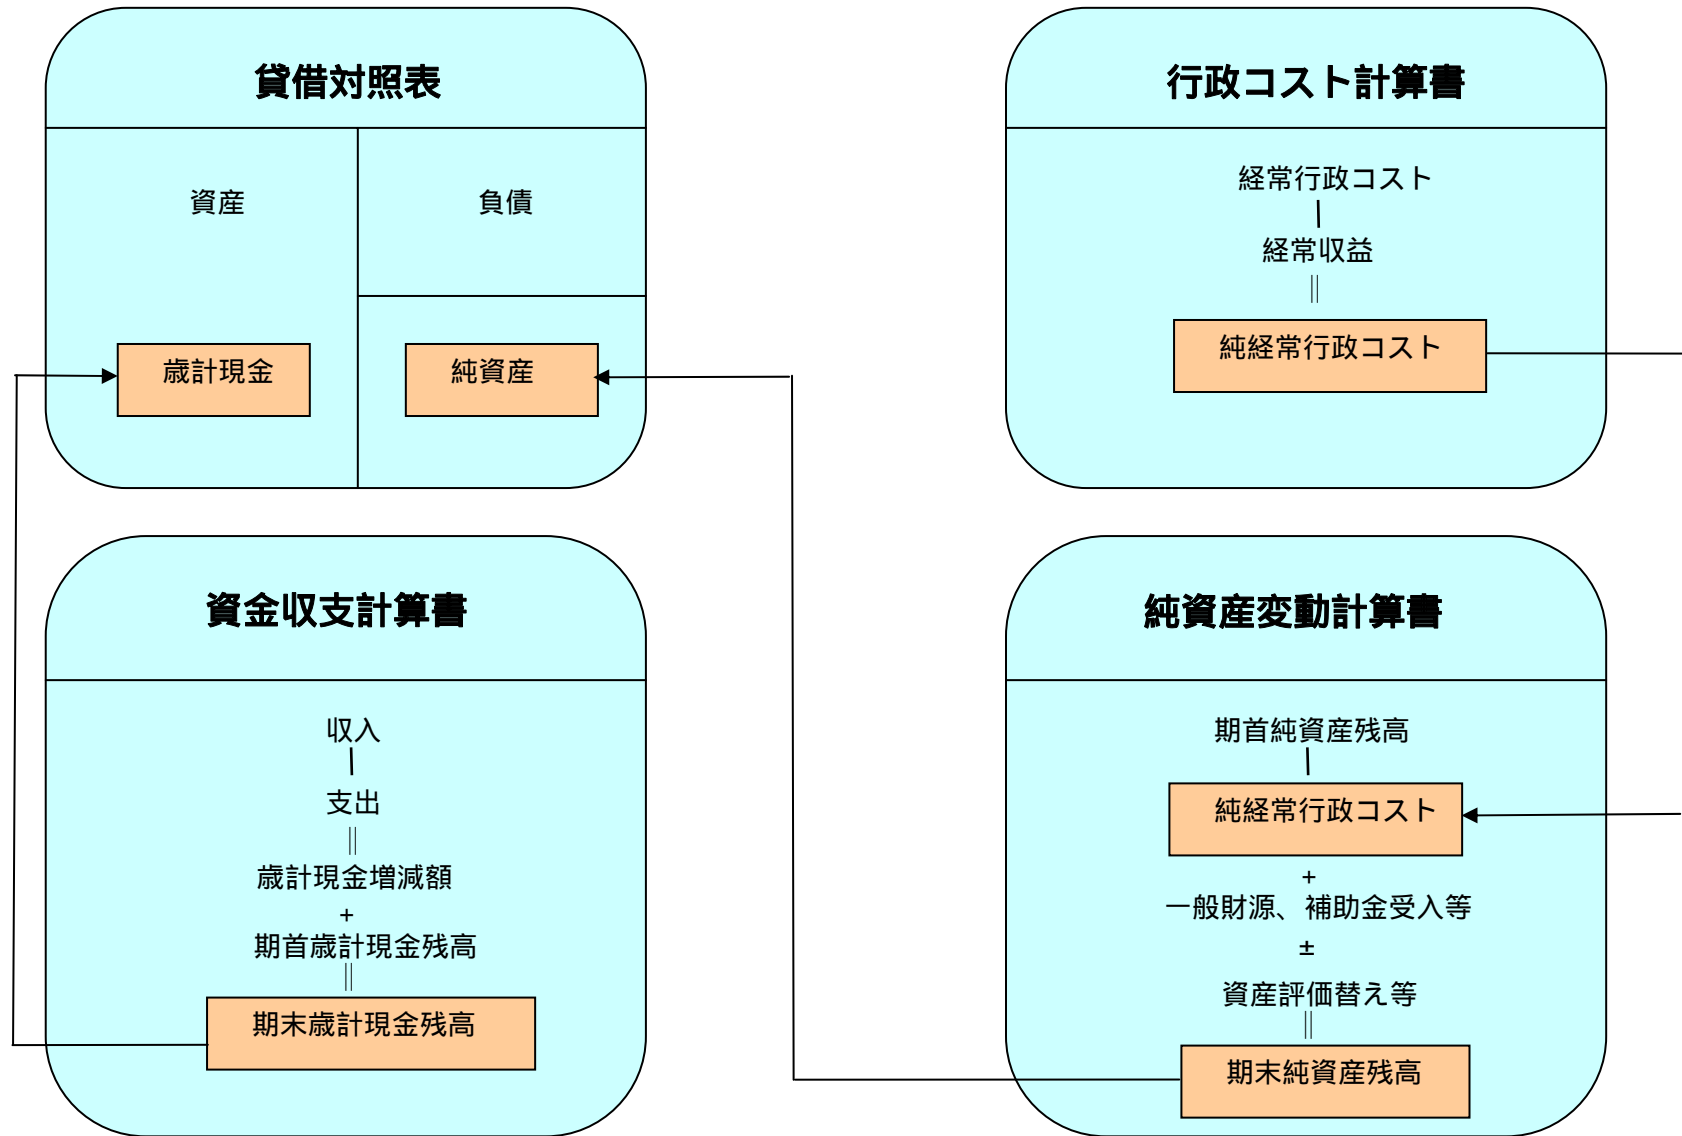 貸借対照表
資産
負債
歳計現金
純資産
行政コスト計算書
経常行政コスト
|
経常収益
||
純経常行政コスト
資金収支計算書
収入
|
支出
||
歳計現金増減額
+
期首歳計現金残高
||
期末歳計現金残高
純資産変動計算書
期首純資産残高
|
純経常行政コスト
+
一般財源、補助金受入等
±
資産評価替え等
||
期末純資産残高